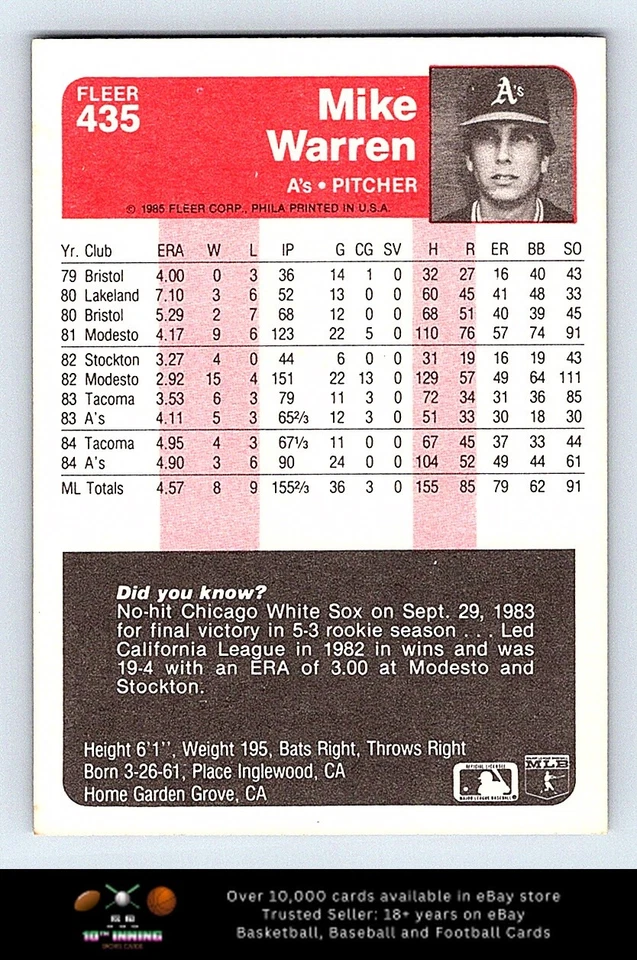 FLEER
435
Mike
Warren
A's • PITCHER
© 1985 FLEER CORP., PHILA PRINTED IN U.S.A.
A's
Yr. Club ERA W L IP G CG SV H R ER BB SO
79 Bristol 4.00 0 3 36 14 1 0 32 27 16 40 43
80 Lakeland 7.10 3 6 52 13 0 0 60 45 41 48 33
80 Bristol 5.29 2 7 68 12 0 0 68 51 40 39 45
81 Modesto 4.17 9 6 123 22 5 0 110 76 57 74 91
82 Stockton 3.27 4 0 44 6 0 0 31 19 16 19 43
82 Modesto 2.92 15 4 151 22 13 0 129 57 49 64 111
83 Tacoma 3.53 6 3 79 11 3 0 72 34 31 36 85
83 A's 4.11 5 3 65⅔ 12 3 0 51 33 30 18 30
84 Tacoma 4.95 4 3 67⅓ 11 0 0 67 45 37 33 44
84 A's 4.90 3 6 90 24 0 0 104 52 49 44 61
ML Totals 4.57 8 9 155⅔ 36 3 0 155 85 79 62 91
Did you know?
No-hit Chicago White Sox on Sept. 29, 1983
for final victory in 5-3 rookie season . . . Led
California League in 1982 in wins and was
19-4 with an ERA of 3.00 at Modesto and
Stockton.
Height 6'1'', Weight 195, Bats Right, Throws Right
Born 3-26-61, Place Inglewood, CA
Home Garden Grove, CA
OFFICIAL LICENSEE
MAJOR LEAGUE BASEBALL
MLB
10TH INNING
Over 10,000 cards available in eBay store
Trusted Seller: 18+ years on eBay
Basketball, Baseball and Football Cards